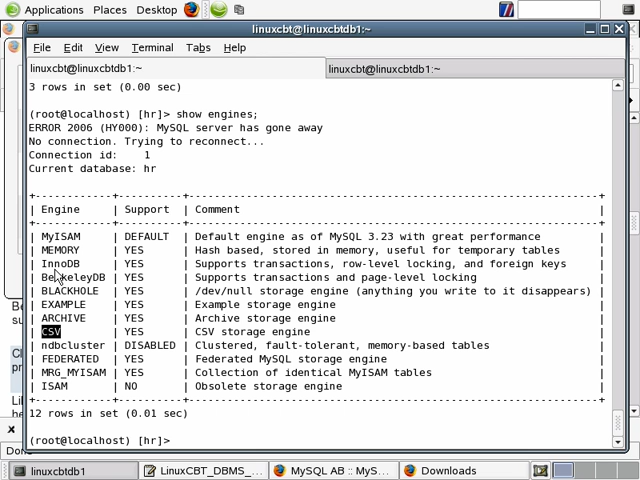 Applications Places Desktop
linuxcbt@linuxcbtdb1:~
File Edit View Terminal Tabs Help
linuxcbt@linuxcbtdb1:~ linuxcbt@linuxcbtdb1:~
3 rows in set (0.00 sec)
(root@localhost) [hr]> show engines;
ERROR 2006 (HY000): MySQL server has gone away
No connection. Trying to reconnect...
Connection id:    1
Current database: hr
+------------+----------+----------------------------------------------------------------+
| Engine     | Support  | Comment                                                        |
+------------+----------+----------------------------------------------------------------+
| MyISAM     | DEFAULT  | Default engine as of MySQL 3.23 with great performance         |
| MEMORY     | YES      | Hash based, stored in memory, useful for temporary tables      |
| InnoDB     | YES      | Supports transactions, row-level locking, and foreign keys     |
| BerkeleyDB | YES      | Supports transactions and page-level locking                   |
| BLACKHOLE  | YES      | /dev/null storage engine (anything you write to it disappears) |
| EXAMPLE    | YES      | Example storage engine                                         |
| ARCHIVE    | YES      | Archive storage engine                                         |
| CSV        | YES      | CSV storage engine                                             |
| ndbcluster | DISABLED | Clustered, fault-tolerant, memory-based tables                 |
| FEDERATED  | YES      | Federated MySQL storage engine                                 |
| MRG_MYISAM | YES      | Collection of identical MyISAM tables                          |
| ISAM       | NO       | Obsolete storage engine                                        |
+------------+----------+----------------------------------------------------------------+
12 rows in set (0.01 sec)
(root@localhost) [hr]>
linuxcbtdb1 LinuxCBT_DBMS_... MySQL AB :: MyS... Downloads